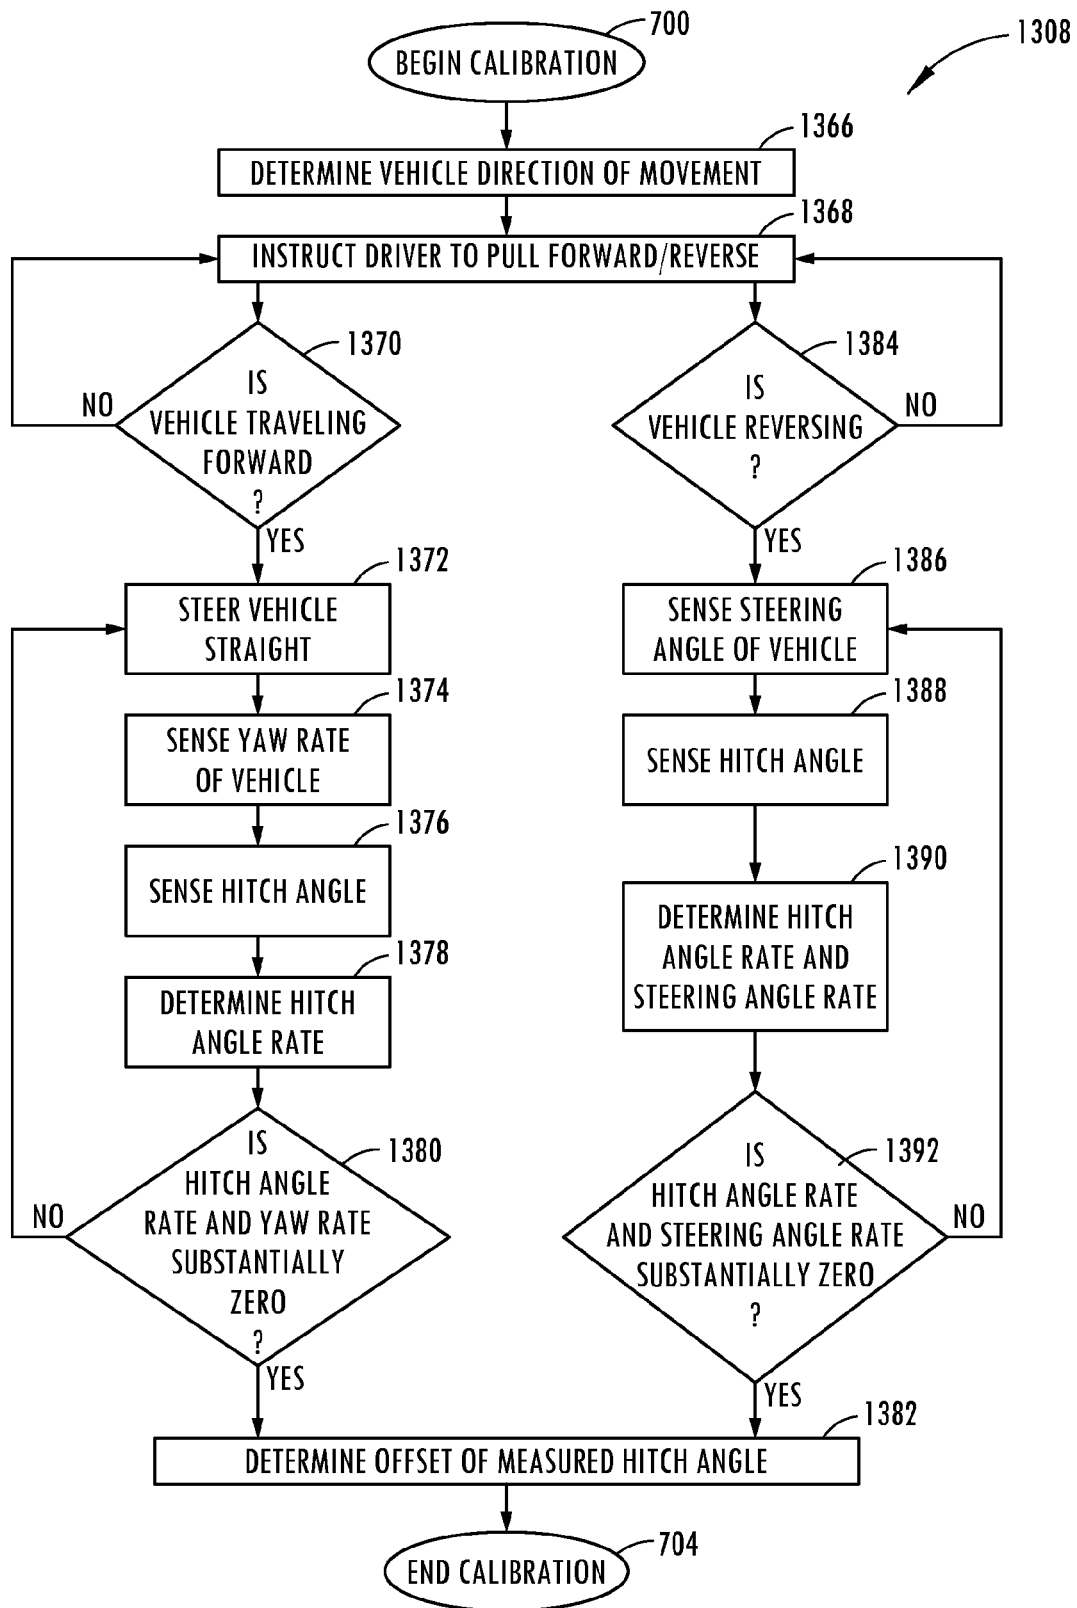 700
1308
BEGIN CALIBRATION
1366
DETERMINE VEHICLE DIRECTION OF MOVEMENT
1368
INSTRUCT DRIVER TO PULL FORWARD/REVERSE
1370
IS
VEHICLE TRAVELING
FORWARD
?
NO
YES
1384
IS
VEHICLE REVERSING
?
NO
YES
1372
STEER VEHICLE
STRAIGHT
1374
SENSE YAW RATE
OF VEHICLE
1376
SENSE HITCH ANGLE
1378
DETERMINE HITCH
ANGLE RATE
1380
IS
HITCH ANGLE
RATE AND YAW RATE
SUBSTANTIALLY
ZERO
?
NO
YES
1386
SENSE STEERING
ANGLE OF VEHICLE
1388
SENSE HITCH ANGLE
1390
DETERMINE HITCH
ANGLE RATE AND
STEERING ANGLE RATE
1392
IS
HITCH ANGLE RATE
AND STEERING ANGLE RATE
SUBSTANTIALLY ZERO
?
NO
YES
1382
DETERMINE OFFSET OF MEASURED HITCH ANGLE
704
END CALIBRATION